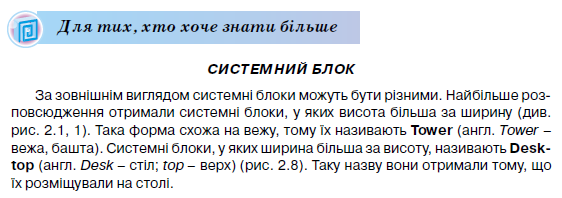 Для тих, хто хоче знати більше
СИСТЕМНИЙ БЛОК
За зовнішнім виглядом системні блоки можуть бути різними. Найбільше роз-
повсюдження отримали системні блоки, у яких висота більша за ширину (див.
рис. 2.1, 1). Така форма схожа на вежу, тому їх називають Tower (англ. Tower –
вежа, башта). Системні блоки, у яких ширина більша за висоту, називають Desk-
top (англ. Desk – стіл; top – верх) (рис. 2.8). Таку назву вони отримали тому, що
їх розміщували на столі.